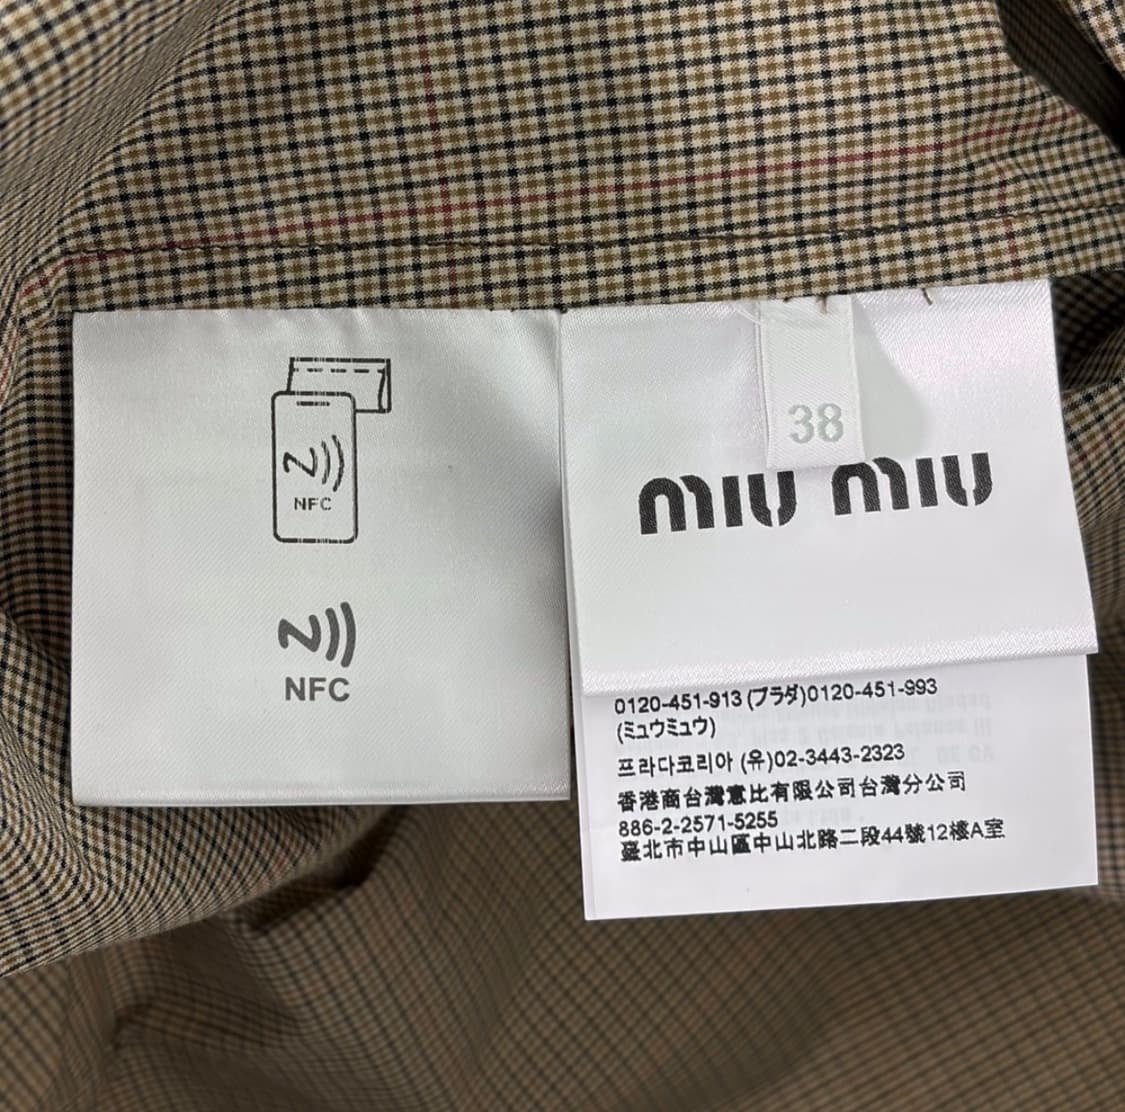 NFC
NFC
38
miu miu
0120-451-913 (プラダ)0120-451-993
(ミュウミュウ)
프라다코리아 (유)02-3443-2323
香港商台灣意比有限公司台灣分公司
886-2-2571-5255
臺北市中山區中山北路二段44號12樓A室